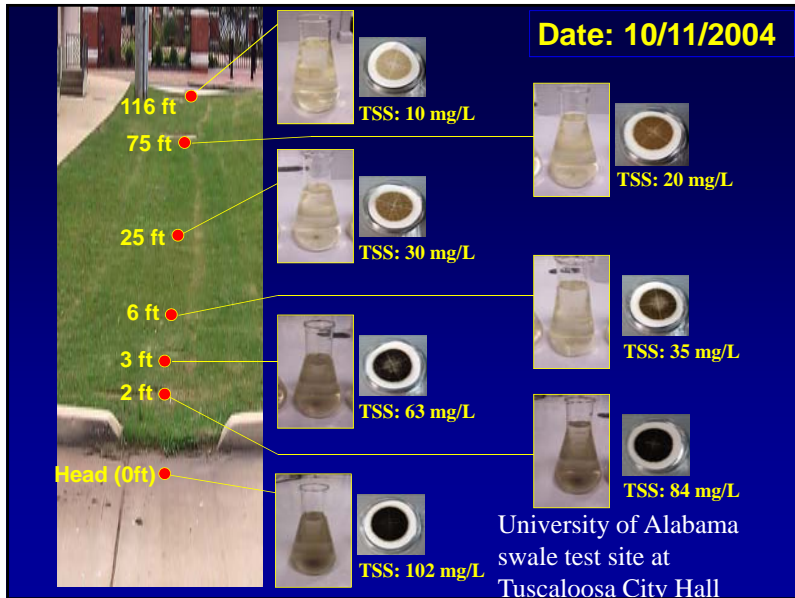 Date: 10/11/2004
116 ft
TSS: 10 mg/L
75 ft
TSS: 20 mg/L
25 ft
TSS: 30 mg/L
6 ft
TSS: 35 mg/L
3 ft
TSS: 63 mg/L
2 ft
TSS: 84 mg/L
Head (0ft)
TSS: 102 mg/L
University of Alabama
swale test site at
Tuscaloosa City Hall